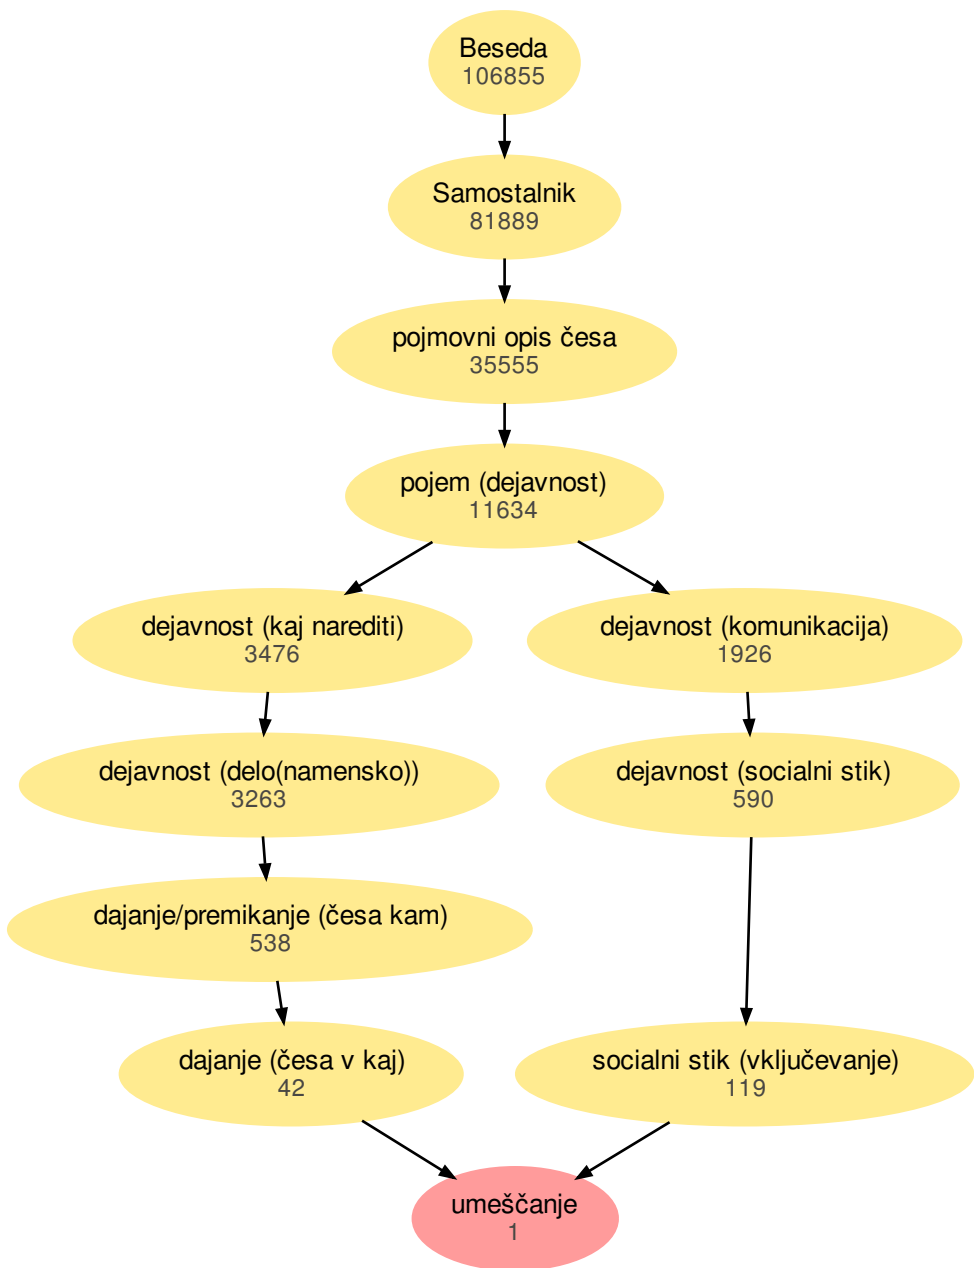 Beseda
106855
Samostalnik
81889
pojmovni opis česa
35555
pojem (dejavnost)
11634
dejavnost (kaj narediti)
3476
dejavnost (komunikacija)
1926
dejavnost (delo(namensko))
3263
dejavnost (socialni stik)
590
dajanje/premikanje (česa kam)
538
dajanje (česa v kaj)
42
socialni stik (vključevanje)
119
umeščanje
1